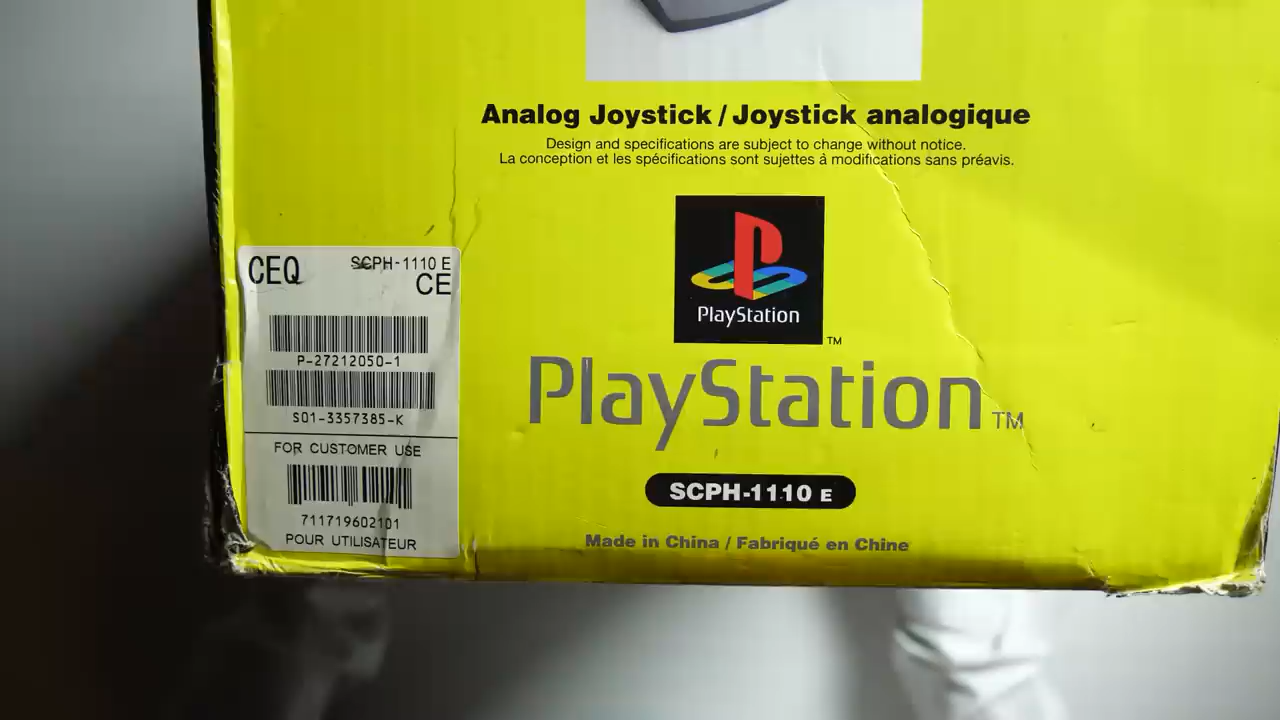 Analog Joystick / Joystick analogique
Design and specifications are subject to change without notice.
La conception et les spécifications sont sujettes à modifications sans préavis.
PlayStation
TM
PlayStation TM
SCPH-1110 E
Made in China / Fabriqué en Chine
CEQ SCPH-1110 E
CE
P-27212050-1
S01-3357385-K
FOR CUSTOMER USE
711719602101
POUR UTILISATEUR